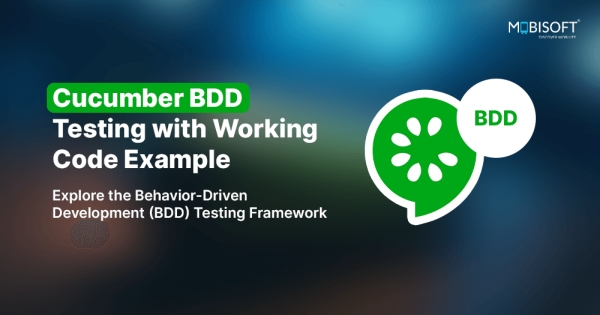 MOBISOFT
Cucumber BDD
Testing with Working
Code Example
BDD
Explore the Behavior-Driven
Development (BDD) Testing Framework